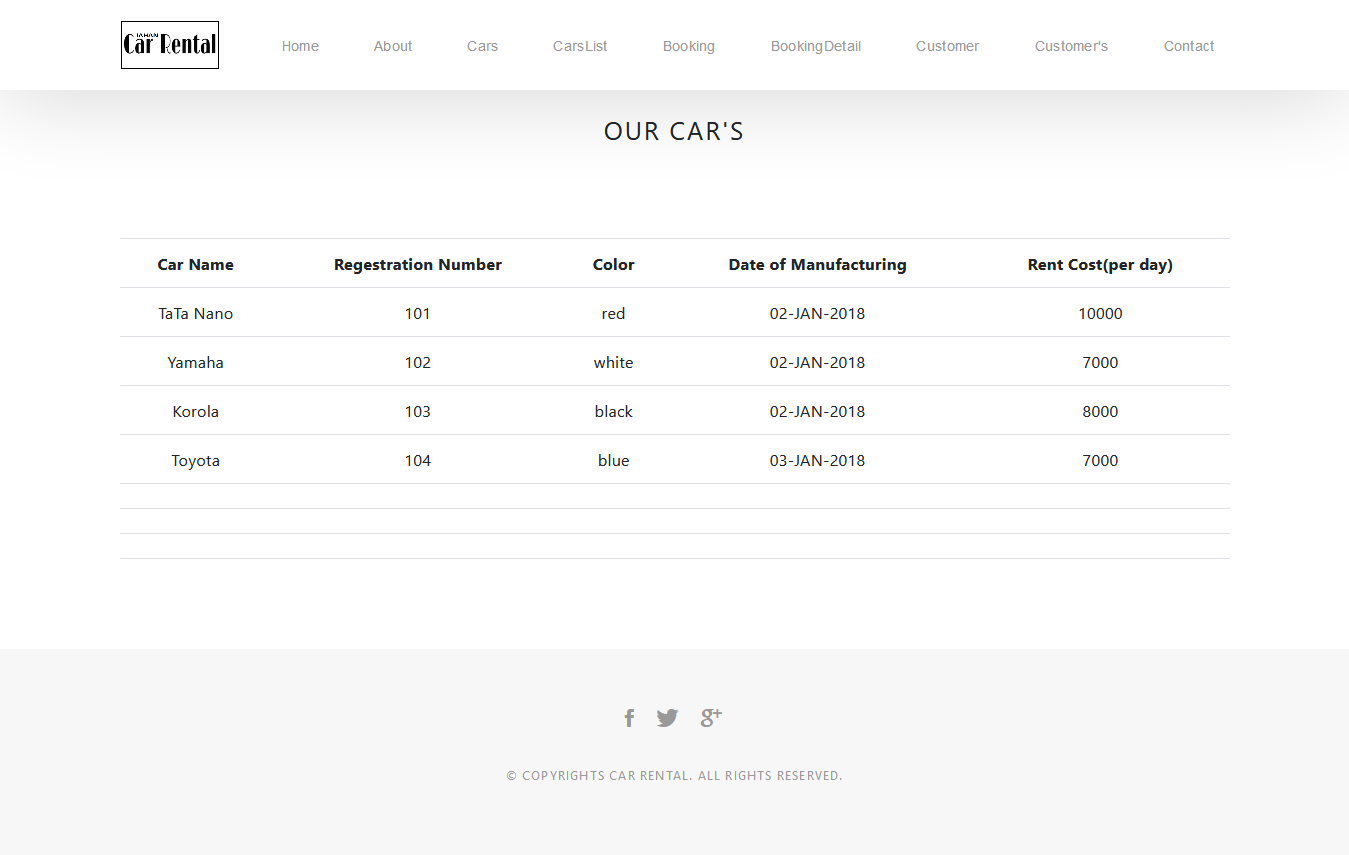 JAHAN
Car Rental
Home About Cars CarsList Booking BookingDetail Customer Customer's Contact
OUR CAR'S
Car Name Regestration Number Color Date of Manufacturing Rent Cost(per day)
TaTa Nano 101 red 02-JAN-2018 10000
Yamaha 102 white 02-JAN-2018 7000
Korola 103 black 02-JAN-2018 8000
Toyota 104 blue 03-JAN-2018 7000
© COPYRIGHTS CAR RENTAL. ALL RIGHTS RESERVED.